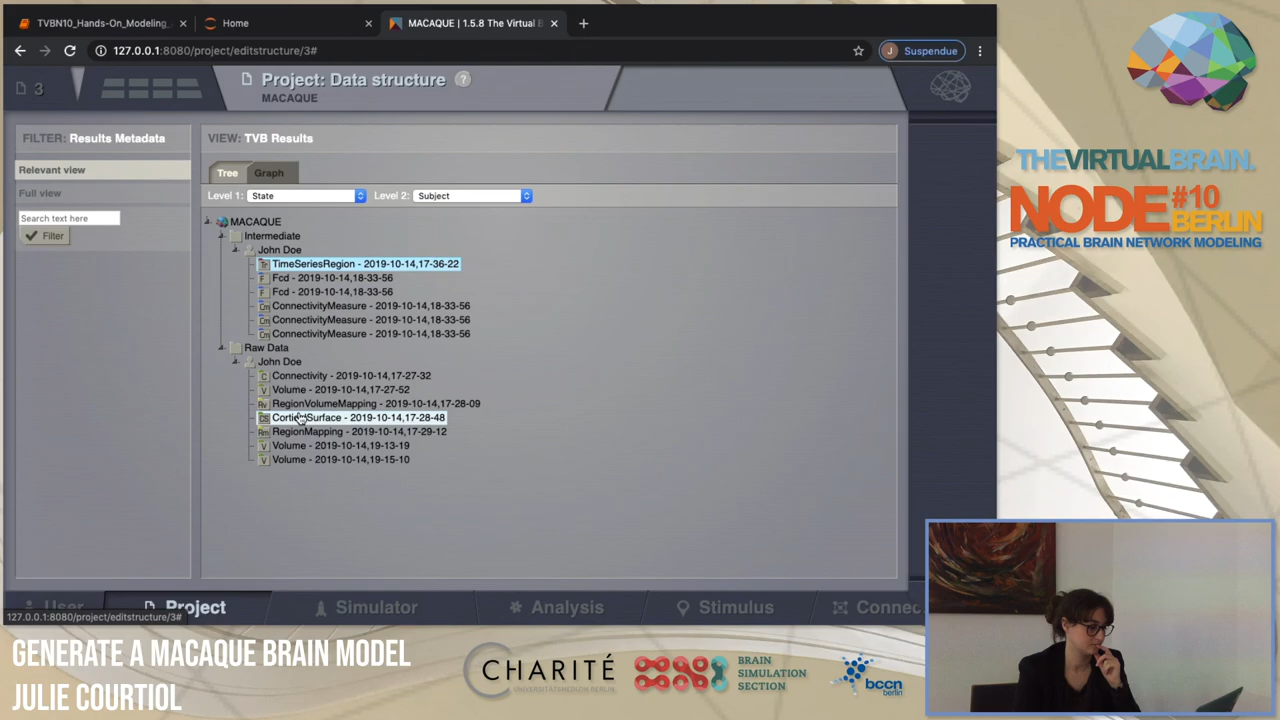 TVBN10_Hands-On_Modeling_
Home
MACAQUE | 1.5.8 The Virtual B
127.0.0.1:8080/project/editstructure/3#
J
Suspendue
3
Project: Data structure ?
MACAQUE
FILTER: Results Metadata
Relevant view
Full view
Search text here
Filter
VIEW: TVB Results
Tree
Graph
Level 1: State
Level 2: Subject
MACAQUE
Intermediate
John Doe
TimeSeriesRegion - 2019-10-14,17-36-22
Fcd - 2019-10-14,18-33-56
Fcd - 2019-10-14,18-33-56
ConnectivityMeasure - 2019-10-14,18-33-56
ConnectivityMeasure - 2019-10-14,18-33-56
ConnectivityMeasure - 2019-10-14,18-33-56
Raw Data
John Doe
Connectivity - 2019-10-14,17-27-32
Volume - 2019-10-14,17-27-52
RegionVolumeMapping - 2019-10-14,17-28-09
CorticalSurface - 2019-10-14,17-28-48
RegionMapping - 2019-10-14,17-29-12
Volume - 2019-10-14,19-13-19
Volume - 2019-10-14,19-15-10
User
Project
Simulator
Analysis
Stimulus
Connec
127.0.0.1:8080/project/editstructure/3#
THEVIRTUALBRAIN.
NODE #10
BERLIN
PRACTICAL BRAIN NETWORK MODELING
GENERATE A MACAQUE BRAIN MODEL
JULIE COURTIOL
CHARITÉ
UNIVERSITÄTSMEDIZIN BERLIN
BRAIN
SIMULATION
SECTION
bccn
berlin